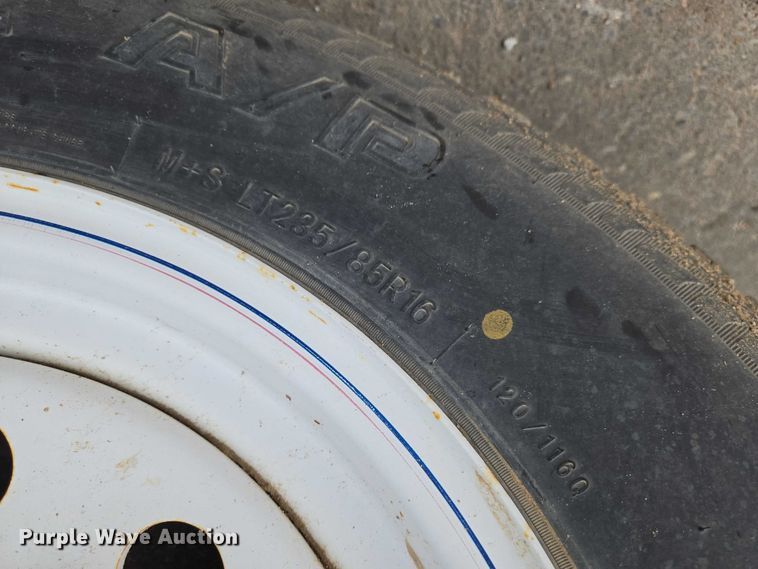 A/P
M+S LT235/85R16
120/116Q
Purple Wave Auction